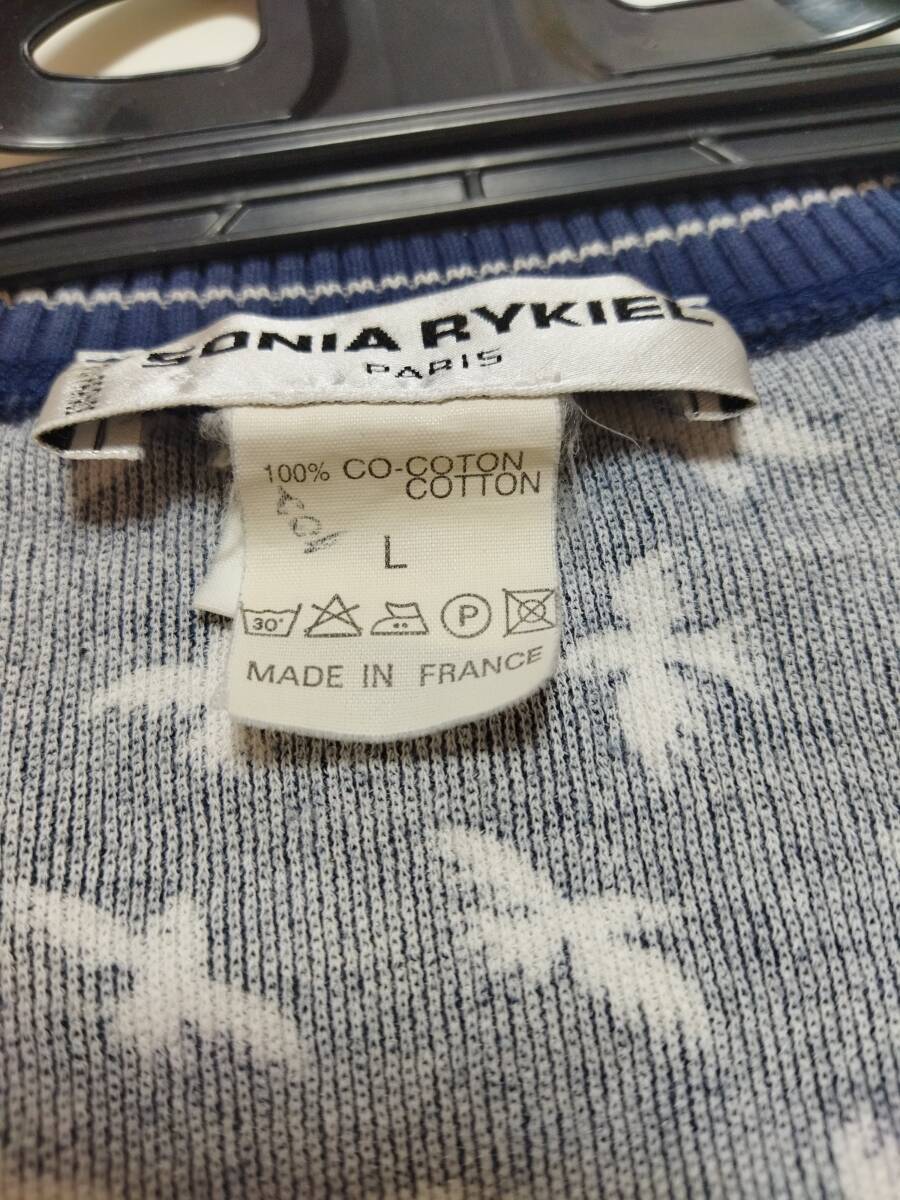 SONIA RYKIEL
PARIS
100% CO-COTON
COTTON
L
30°
P
MADE IN FRANCE